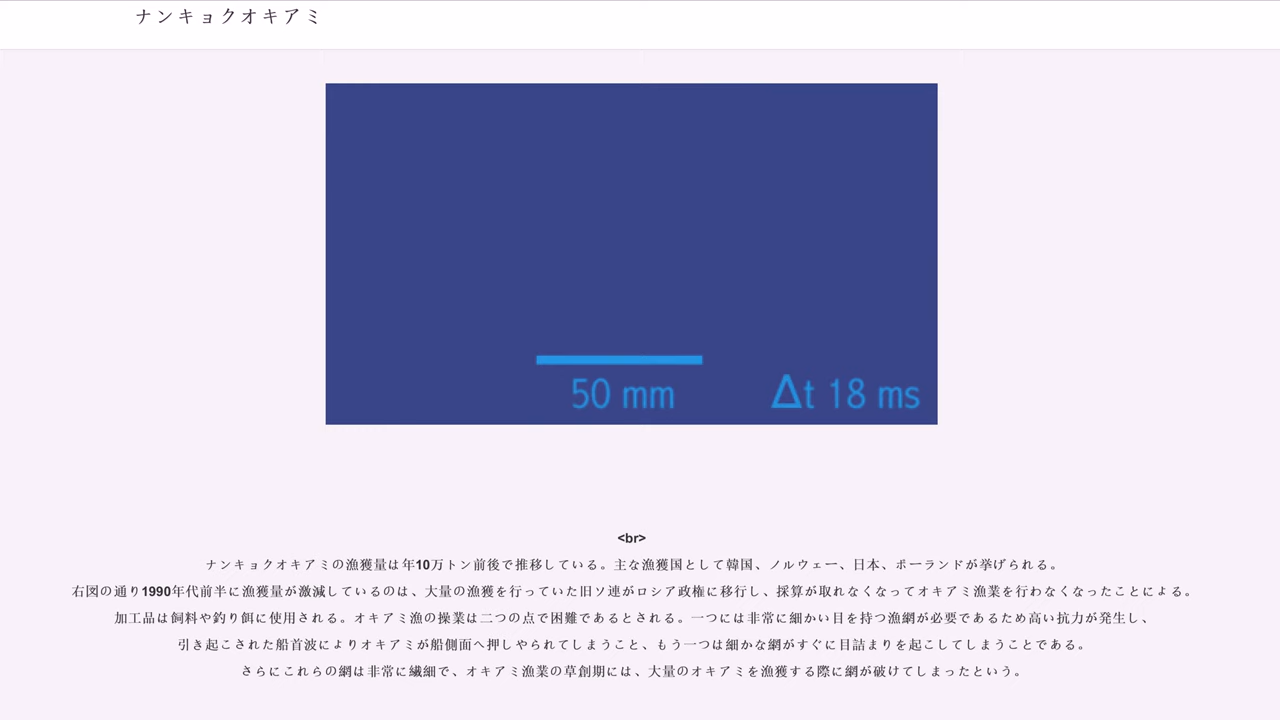 ナンキョクオキアミ
50 mm
Δt 18 ms
<br>
ナンキョクオキアミの漁獲量は年10万トン前後で推移している。主な漁獲国として韓国、ノルウェー、日本、ポーランドが挙げられる。
右図の通り1990年代前半に漁獲量が激減しているのは、大量の漁獲を行っていた旧ソ連がロシア政権に移行し、採算が取れなくなってオキアミ漁業を行わなくなったことによる。
加工品は飼料や釣り餌に使用される。オキアミ漁の操業は二つの点で困難であるとされる。一つには非常に細かい目を持つ漁網が必要であるため高い抗力が発生し、
引き起こされた船首波によりオキアミが船側面へ押しやられてしまうこと、もう一つは細かな網がすぐに目詰まりを起こしてしまうことである。
さらにこれらの網は非常に繊細で、オキアミ漁業の草創期には、大量のオキアミを漁獲する際に網が破けてしまったという。